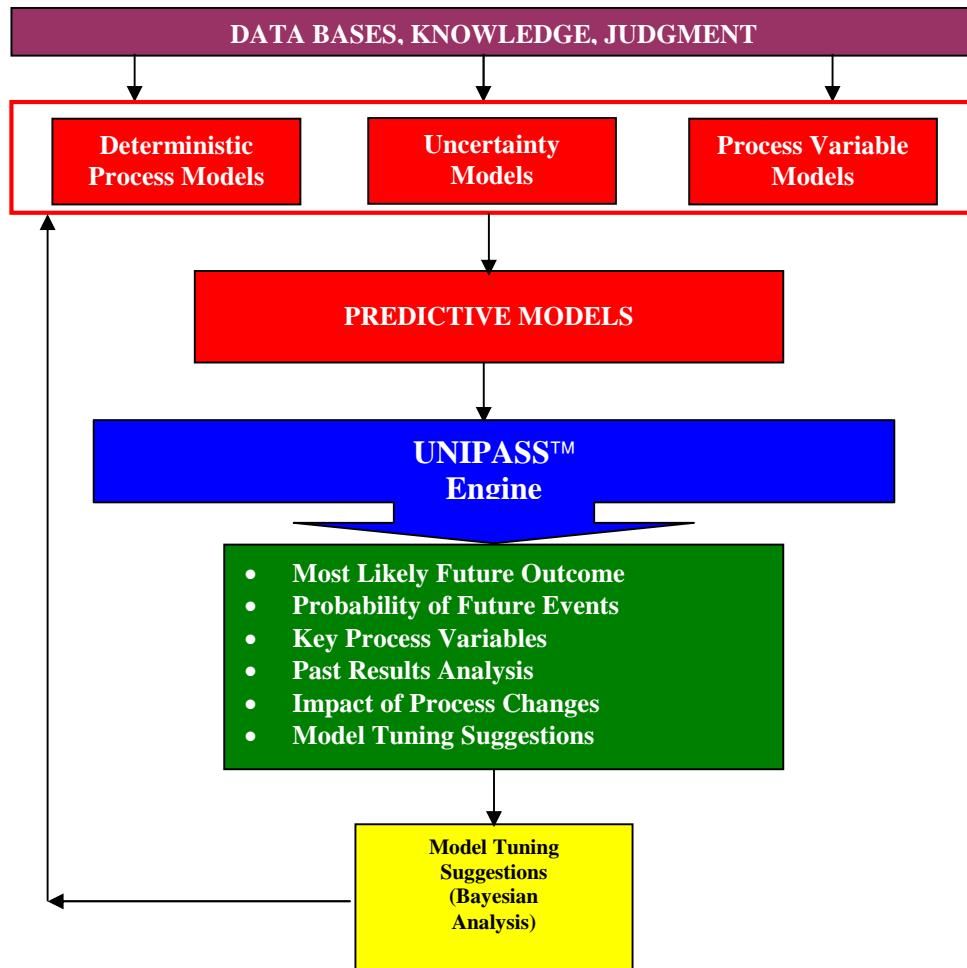 DATA BASES, KNOWLEDGE, JUDGMENT
Deterministic
Process Models
Uncertainty
Models
Process Variable
Models
PREDICTIVE MODELS
UNIPASS™
Engine
• Most Likely Future Outcome
• Probability of Future Events
• Key Process Variables
• Past Results Analysis
• Impact of Process Changes
• Model Tuning Suggestions
Model Tuning
Suggestions
(Bayesian
Analysis)